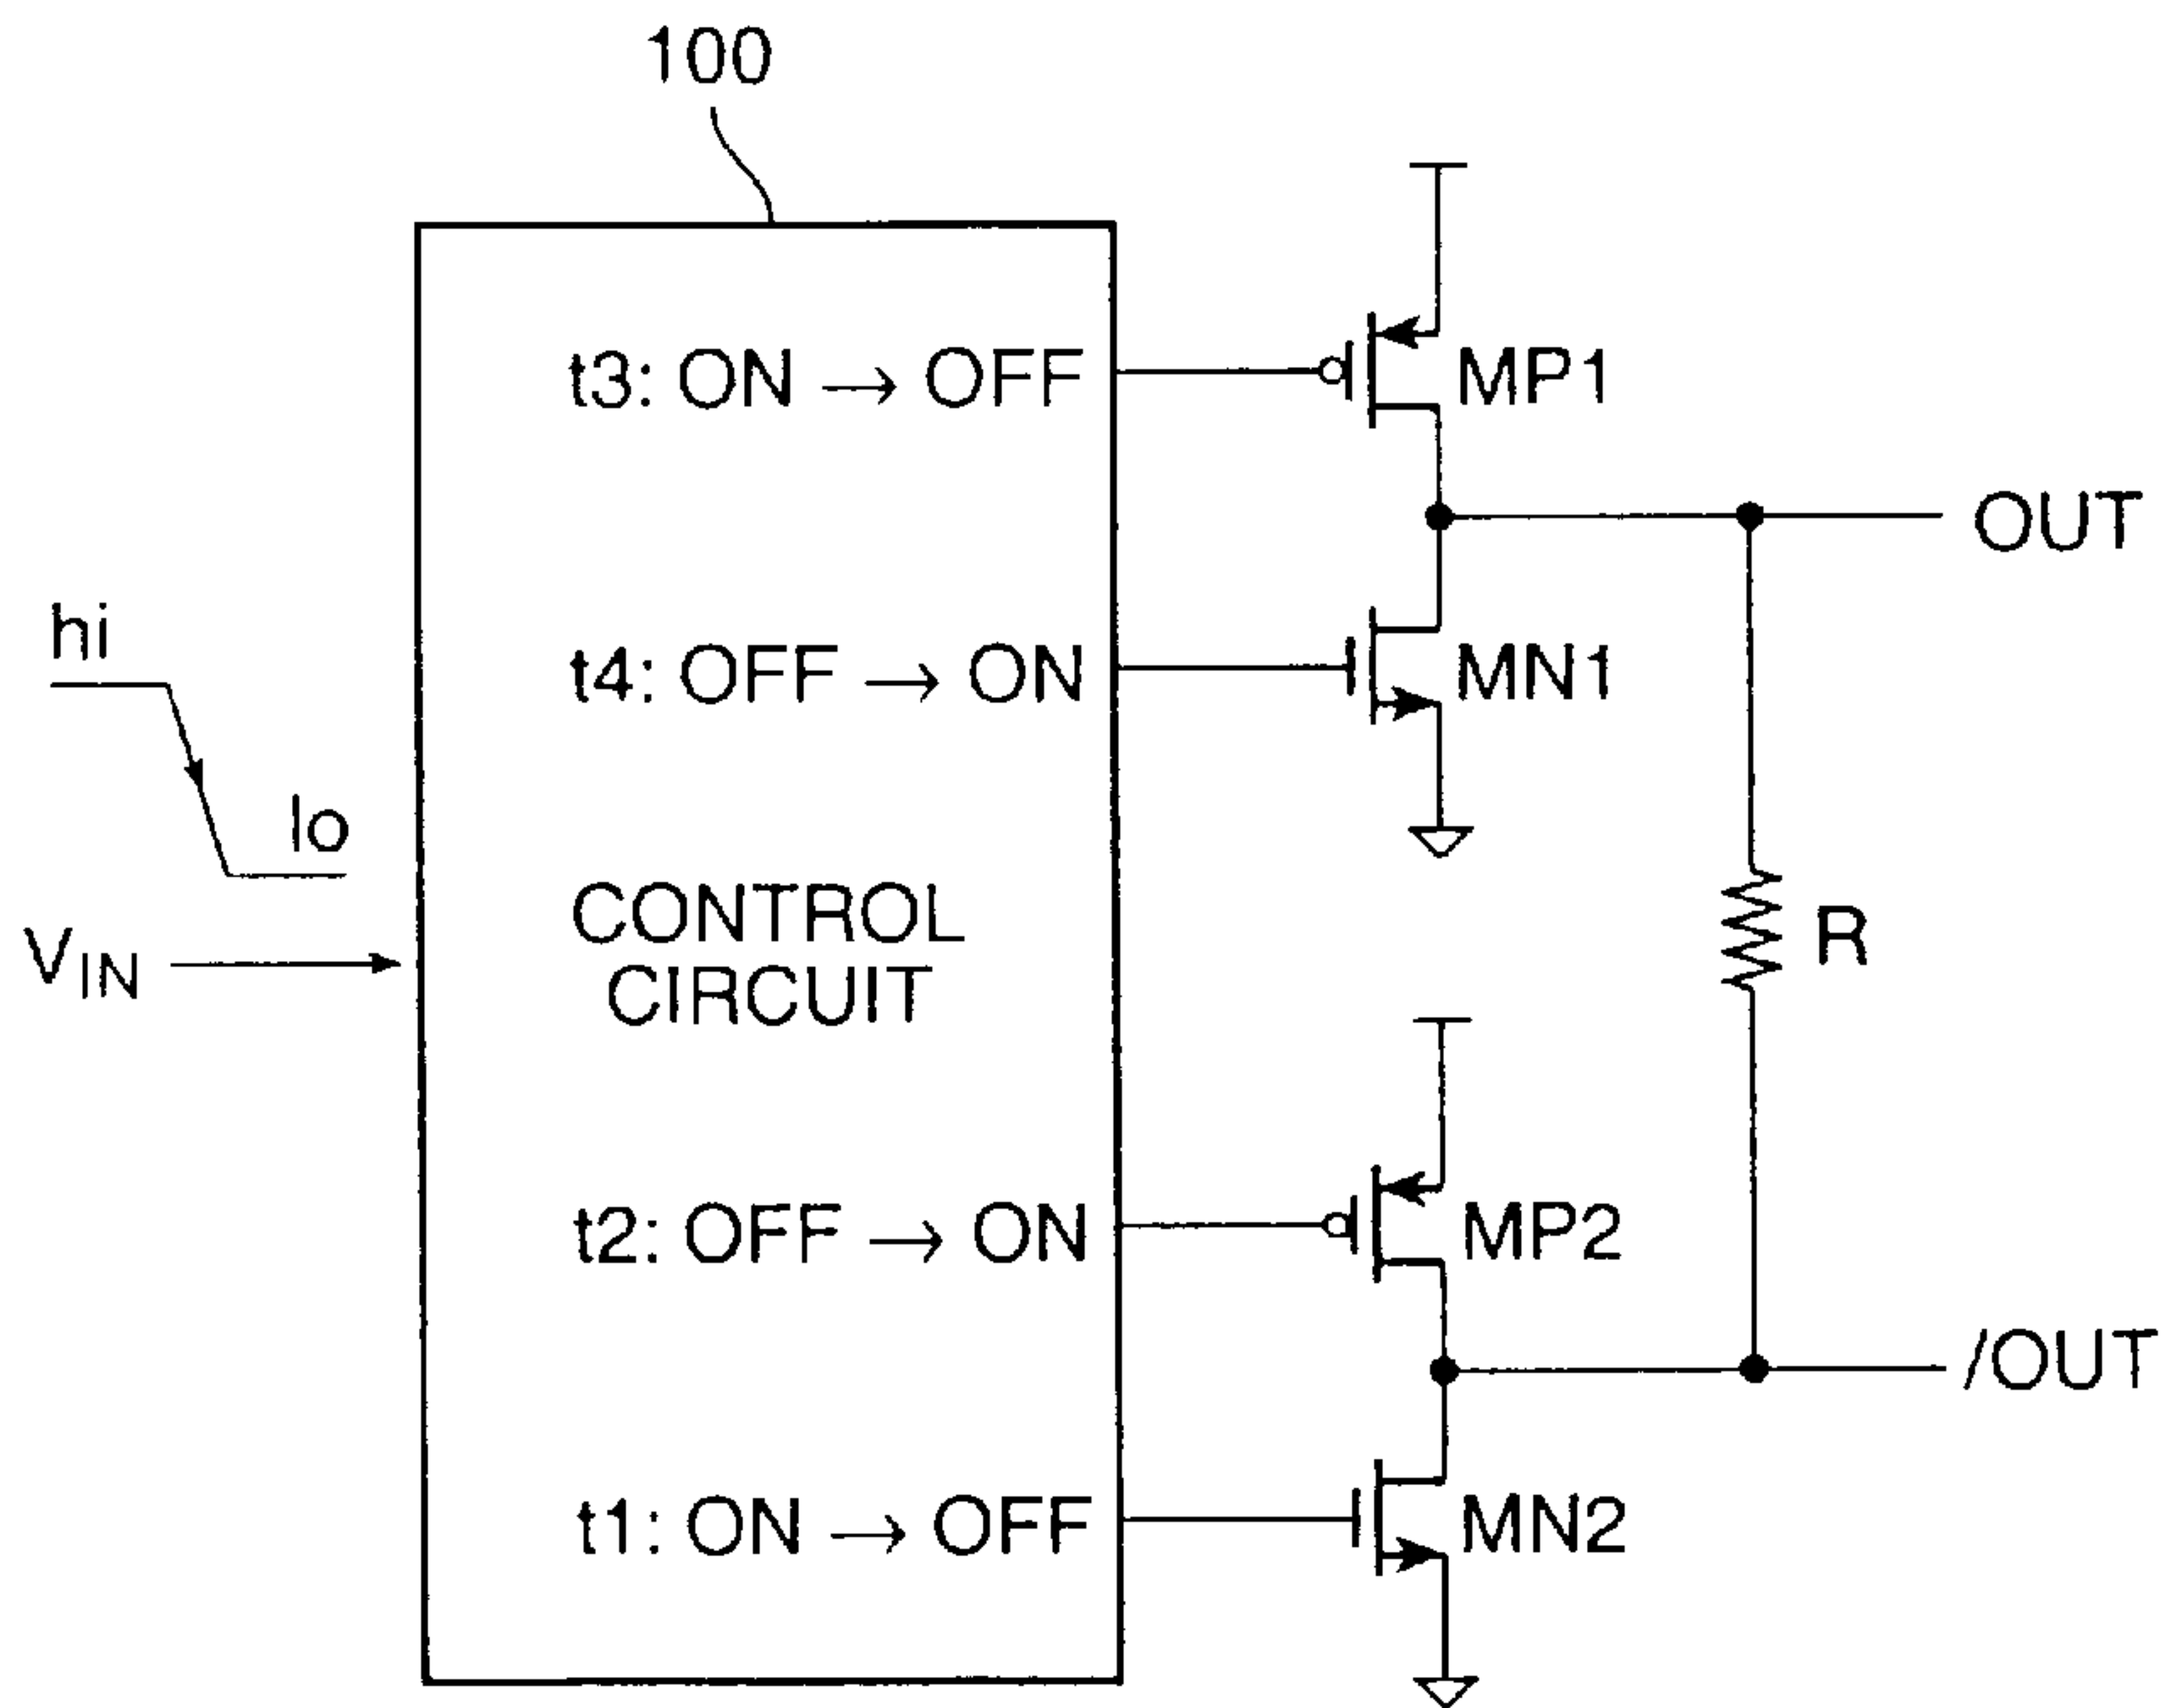 100
t3: ON → OFF
MP1
OUT
hi
t4: OFF → ON
MN1
lo
CONTROL
CIRCUIT
VIN
R
t2: OFF → ON
MP2
/OUT
t1: ON → OFF
MN2